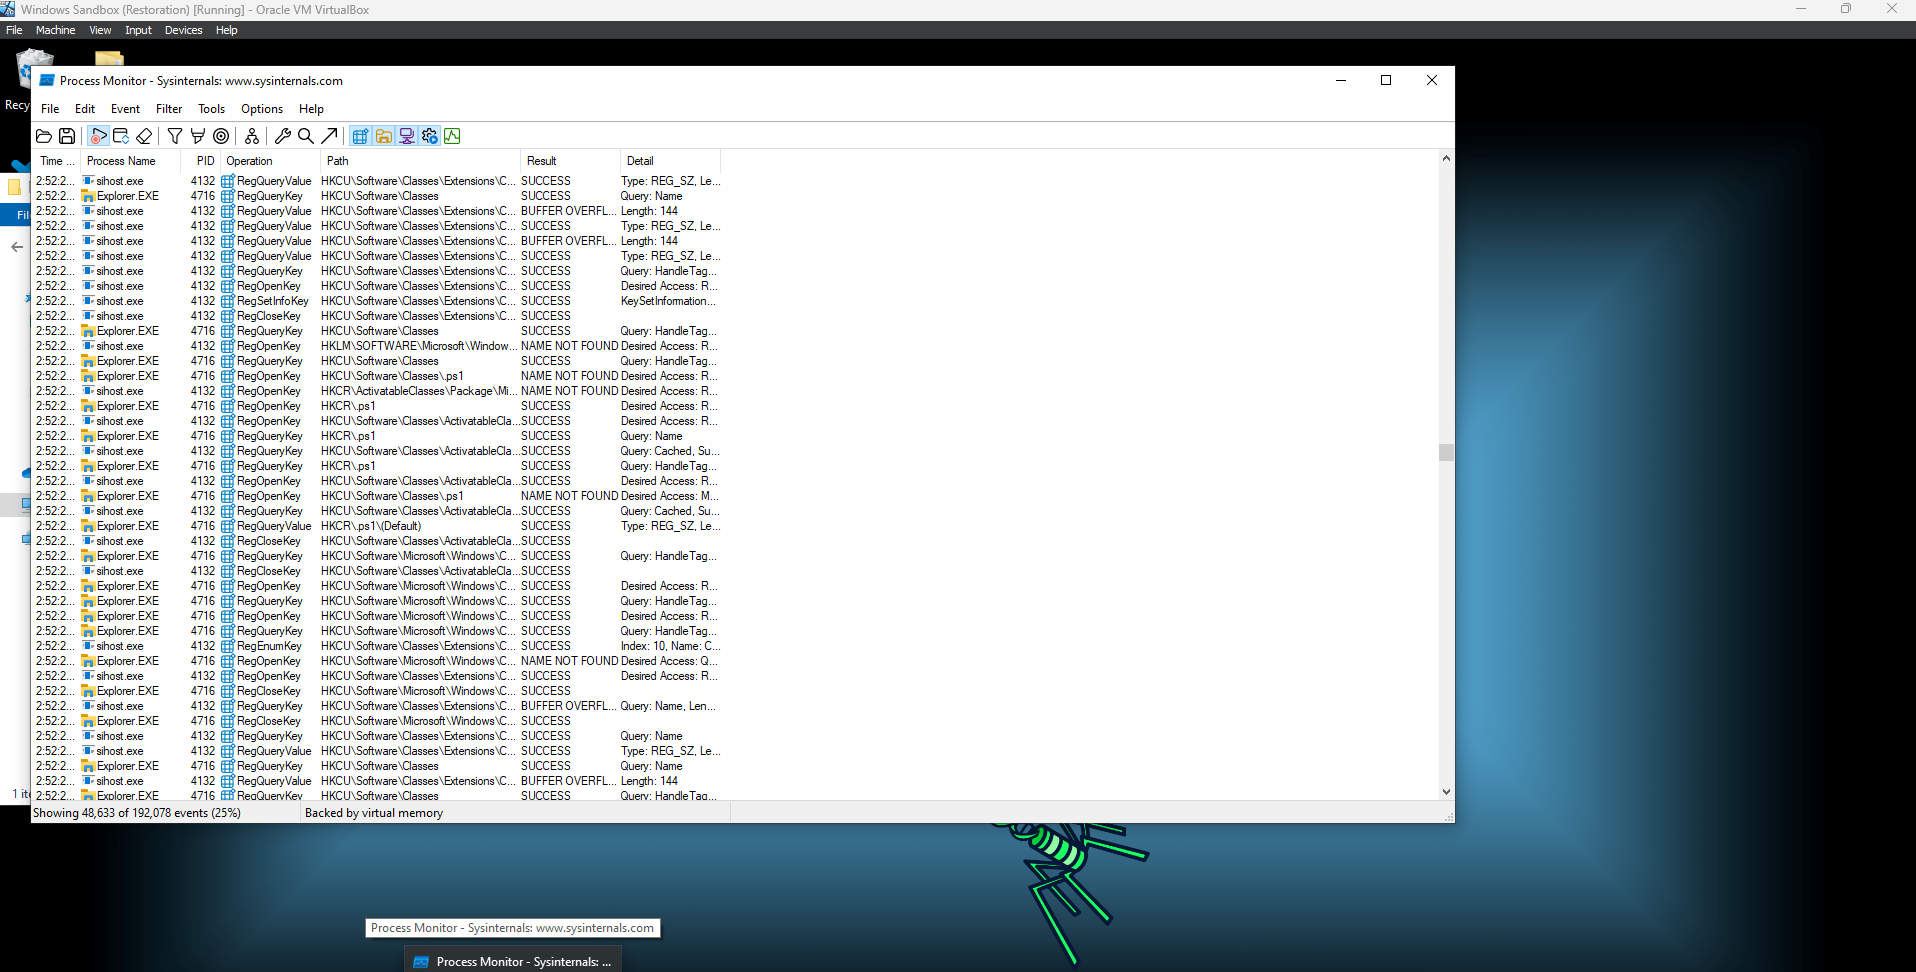 Windows Sandbox (Restoration) [Running] - Oracle VM VirtualBox
File Machine View Input Devices Help
Recy
Process Monitor - Sysinternals: www.sysinternals.com
File Edit Event Filter Tools Options Help
Time ... Process Name PID Operation Path Result Detail
2:52:2... sihost.exe 4132 RegQueryValue HKCU\Software\Classes\Extensions\C... SUCCESS Type: REG_SZ, Le...
2:52:2... Explorer.EXE 4716 RegQueryKey HKCU\Software\Classes SUCCESS Query: Name
2:52:2... sihost.exe 4132 RegQueryValue HKCU\Software\Classes\Extensions\C... BUFFER OVERFL... Length: 144
2:52:2... sihost.exe 4132 RegQueryValue HKCU\Software\Classes\Extensions\C... SUCCESS Type: REG_SZ, Le...
2:52:2... sihost.exe 4132 RegQueryValue HKCU\Software\Classes\Extensions\C... BUFFER OVERFL... Length: 144
2:52:2... sihost.exe 4132 RegQueryValue HKCU\Software\Classes\Extensions\C... SUCCESS Type: REG_SZ, Le...
2:52:2... sihost.exe 4132 RegQueryKey HKCU\Software\Classes\Extensions\C... SUCCESS Query: HandleTag...
2:52:2... sihost.exe 4132 RegOpenKey HKCU\Software\Classes\Extensions\C... SUCCESS Desired Access: R...
2:52:2... sihost.exe 4132 RegSetInfoKey HKCU\Software\Classes\Extensions\C... SUCCESS KeySetInformation...
2:52:2... sihost.exe 4132 RegCloseKey HKCU\Software\Classes\Extensions\C... SUCCESS
2:52:2... Explorer.EXE 4716 RegQueryKey HKCU\Software\Classes SUCCESS Query: HandleTag...
2:52:2... sihost.exe 4132 RegOpenKey HKLM\SOFTWARE\Microsoft\Window... NAME NOT FOUND Desired Access: R...
2:52:2... Explorer.EXE 4716 RegQueryKey HKCU\Software\Classes SUCCESS Query: HandleTag...
2:52:2... Explorer.EXE 4716 RegOpenKey HKCU\Software\Classes\.ps1 NAME NOT FOUND Desired Access: R...
2:52:2... sihost.exe 4132 RegOpenKey HKCR\ActivatableClasses\Package\Mi... NAME NOT FOUND Desired Access: R...
2:52:2... Explorer.EXE 4716 RegOpenKey HKCR\.ps1 SUCCESS Desired Access: R...
2:52:2... sihost.exe 4132 RegOpenKey HKCU\Software\Classes\ActivatableCla... SUCCESS Desired Access: R...
2:52:2... Explorer.EXE 4716 RegQueryKey HKCR\.ps1 SUCCESS Query: Name
2:52:2... sihost.exe 4132 RegQueryKey HKCU\Software\Classes\ActivatableCla... SUCCESS Query: Cached, Su...
2:52:2... Explorer.EXE 4716 RegQueryKey HKCR\.ps1 SUCCESS Query: HandleTag...
2:52:2... sihost.exe 4132 RegOpenKey HKCU\Software\Classes\ActivatableCla... SUCCESS Desired Access: R...
2:52:2... Explorer.EXE 4716 RegOpenKey HKCU\Software\Classes\.ps1 NAME NOT FOUND Desired Access: M...
2:52:2... sihost.exe 4132 RegQueryKey HKCU\Software\Classes\ActivatableCla... SUCCESS Query: Cached, Su...
2:52:2... Explorer.EXE 4716 RegQueryValue HKCR\.ps1\(Default) SUCCESS Type: REG_SZ, Le...
2:52:2... sihost.exe 4132 RegCloseKey HKCU\Software\Classes\ActivatableCla... SUCCESS
2:52:2... Explorer.EXE 4716 RegQueryKey HKCU\Software\Microsoft\Windows\C... SUCCESS Query: HandleTag...
2:52:2... sihost.exe 4132 RegCloseKey HKCU\Software\Classes\ActivatableCla... SUCCESS
2:52:2... Explorer.EXE 4716 RegOpenKey HKCU\Software\Microsoft\Windows\C... SUCCESS Desired Access: R...
2:52:2... Explorer.EXE 4716 RegQueryKey HKCU\Software\Microsoft\Windows\C... SUCCESS Query: HandleTag...
2:52:2... Explorer.EXE 4716 RegOpenKey HKCU\Software\Microsoft\Windows\C... SUCCESS Desired Access: R...
2:52:2... Explorer.EXE 4716 RegQueryKey HKCU\Software\Microsoft\Windows\C... SUCCESS Query: HandleTag...
2:52:2... sihost.exe 4132 RegEnumKey HKCU\Software\Classes\Extensions\C... SUCCESS Index: 10, Name: C...
2:52:2... Explorer.EXE 4716 RegOpenKey HKCU\Software\Microsoft\Windows\C... NAME NOT FOUND Desired Access: Q...
2:52:2... sihost.exe 4132 RegOpenKey HKCU\Software\Classes\Extensions\C... SUCCESS Desired Access: R...
2:52:2... Explorer.EXE 4716 RegCloseKey HKCU\Software\Microsoft\Windows\C... SUCCESS
2:52:2... sihost.exe 4132 RegQueryKey HKCU\Software\Classes\Extensions\C... BUFFER OVERFL... Query: Name, Len...
2:52:2... Explorer.EXE 4716 RegCloseKey HKCU\Software\Microsoft\Windows\C... SUCCESS
2:52:2... sihost.exe 4132 RegQueryKey HKCU\Software\Classes\Extensions\C... SUCCESS Query: Name
2:52:2... sihost.exe 4132 RegQueryValue HKCU\Software\Classes\Extensions\C... SUCCESS Type: REG_SZ, Le...
2:52:2... Explorer.EXE 4716 RegQueryKey HKCU\Software\Classes SUCCESS Query: Name
2:52:2... sihost.exe 4132 RegQueryValue HKCU\Software\Classes\Extensions\C... BUFFER OVERFL... Length: 144
2:52:2... Explorer.EXE 4716 RegQueryKey HKCU\Software\Classes SUCCESS Query: HandleTag...
Fil
1 ite
Showing 48,633 of 192,078 events (25%) Backed by virtual memory
Process Monitor - Sysinternals: www.sysinternals.com
Process Monitor - Sysinternals: ...